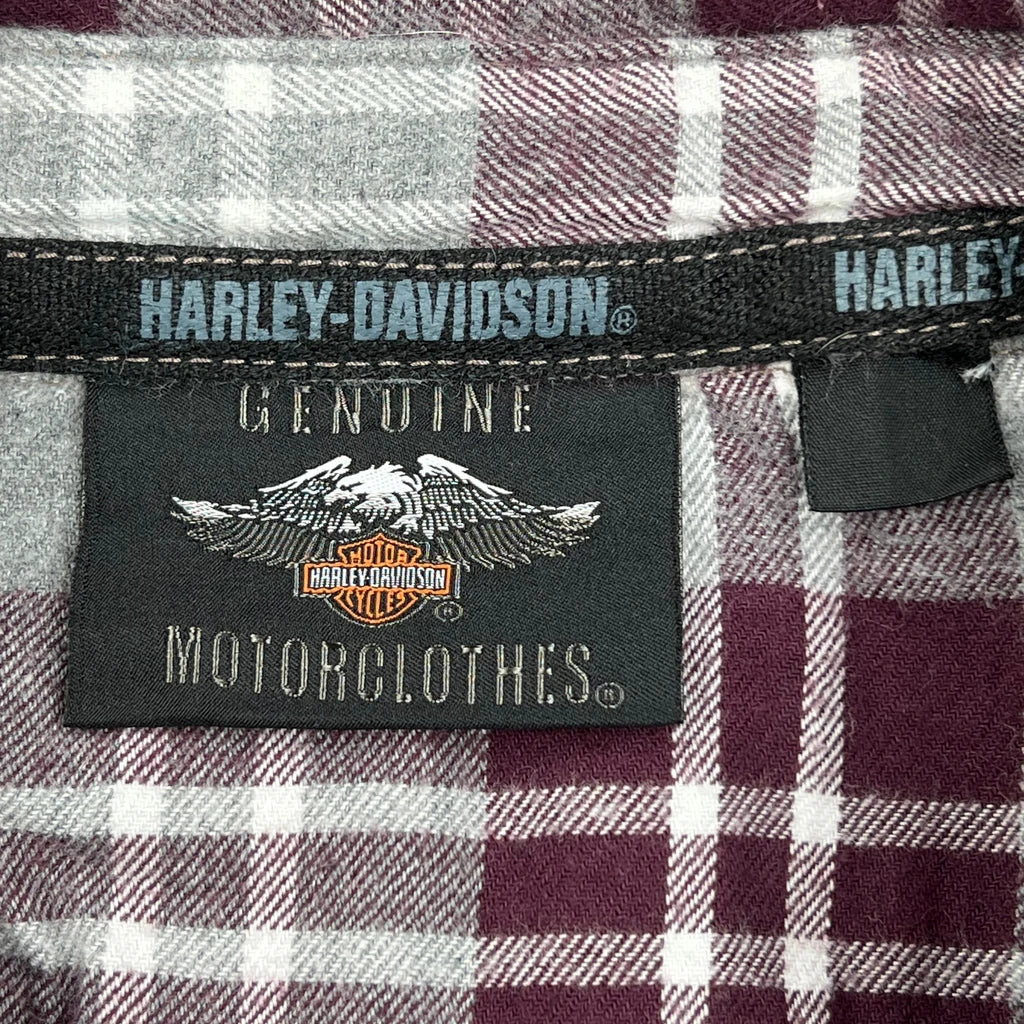 HARLEY-DAVIDSON®
HARLEY-
GENUINE
MOTOR
HARLEY-DAVIDSON
CYCLES
®
MOTORCLOTHES®